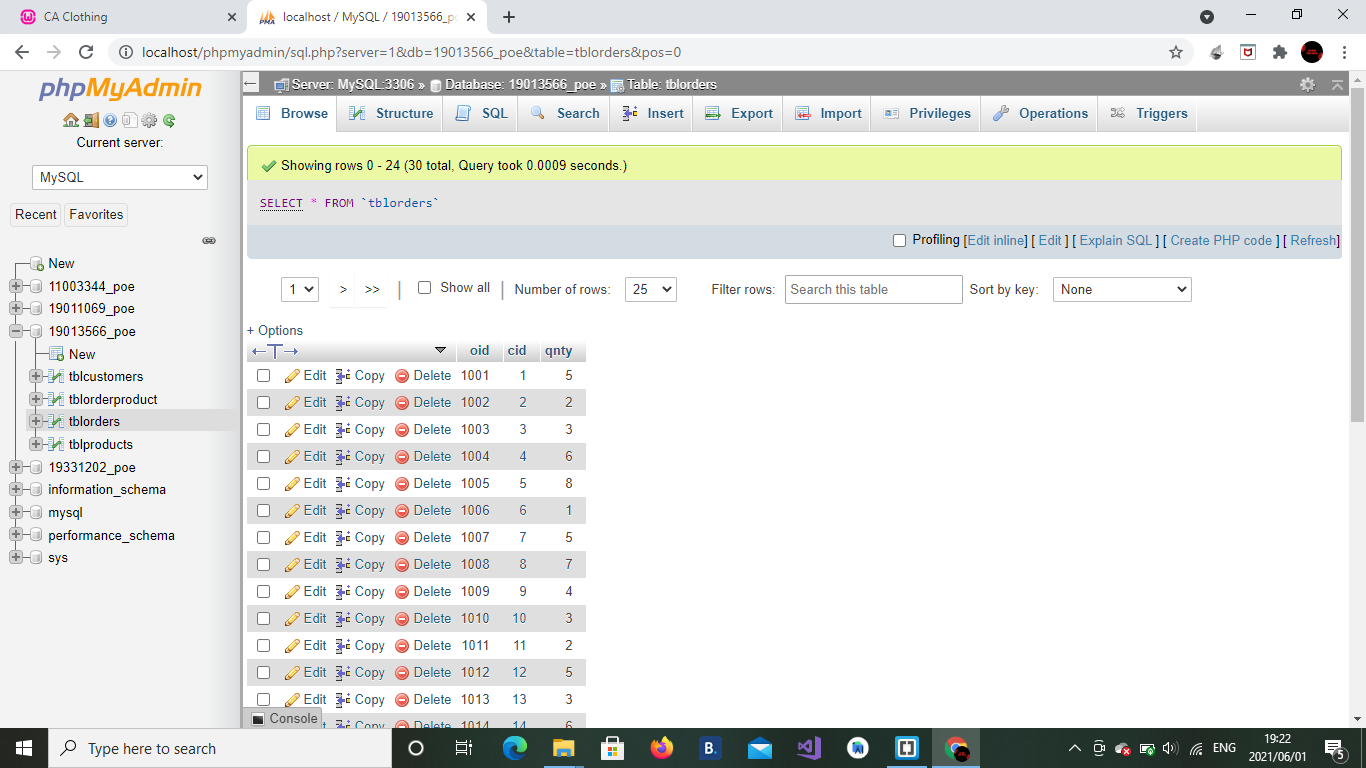 CA Clothing
localhost / MySQL / 19013566_po
localhost/phpmyadmin/sql.php?server=1&db=19013566_poe&table=tblorders&pos=0
phpMyAdmin
Current server:
MySQL
Recent Favorites
New
11003344_poe
19011069_poe
19013566_poe
New
tblcustomers
tblorderproduct
tblorders
tblproducts
19331202_poe
information_schema
mysql
performance_schema
sys
Server: MySQL:3306 » Database: 19013566_poe » Table: tblorders
Browse Structure SQL Search Insert Export Import Privileges Operations Triggers
Showing rows 0 - 24 (30 total, Query took 0.0009 seconds.)
SELECT * FROM `tblorders`
Profiling [Edit inline] [ Edit ] [ Explain SQL ] [ Create PHP code ] [ Refresh]
1 > >> | Show all | Number of rows: 25 Filter rows: Search this table Sort by key: None
+ Options
←T→ oid cid qnty
Edit Copy Delete 1001 1 5
Edit Copy Delete 1002 2 2
Edit Copy Delete 1003 3 3
Edit Copy Delete 1004 4 6
Edit Copy Delete 1005 5 8
Edit Copy Delete 1006 6 1
Edit Copy Delete 1007 7 5
Edit Copy Delete 1008 8 7
Edit Copy Delete 1009 9 4
Edit Copy Delete 1010 10 3
Edit Copy Delete 1011 11 2
Edit Copy Delete 1012 12 5
Edit Copy Delete 1013 13 3
Copy Delete 1014 14 6
Console
Type here to search
B.
ENG
19:22
2021/06/01
5